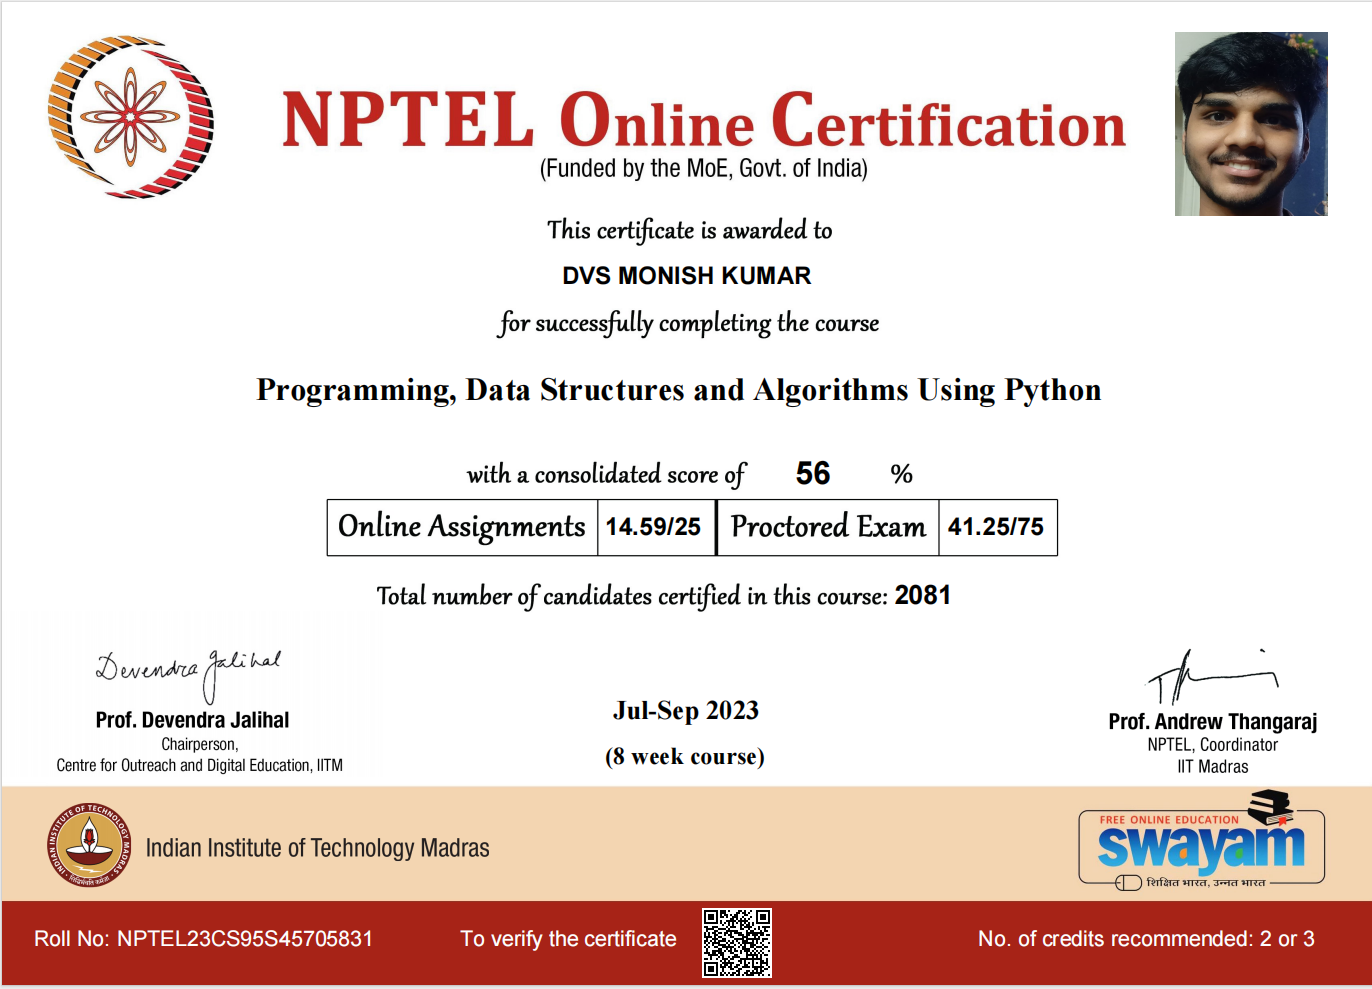 NPTEL Online Certification
(Funded by the MoE, Govt. of India)
This certificate is awarded to
DVS MONISH KUMAR
for successfully completing the course
Programming, Data Structures and Algorithms Using Python
with a consolidated score of 56 %
Online Assignments 14.59/25 Proctored Exam 41.25/75
Total number of candidates certified in this course: 2081
Devendra Jalihal
Prof. Devendra Jalihal
Chairperson,
Centre for Outreach and Digital Education, IITM
Jul-Sep 2023
(8 week course)
Prof. Andrew Thangaraj
NPTEL, Coordinator
IIT Madras
INDIAN INSTITUTE OF TECHNOLOGY MADRAS
Indian Institute of Technology Madras
FREE ONLINE EDUCATION
swayam
शिक्षित भारत, उन्नत भारत
Roll No: NPTEL23CS95S45705831
To verify the certificate
No. of credits recommended: 2 or 3